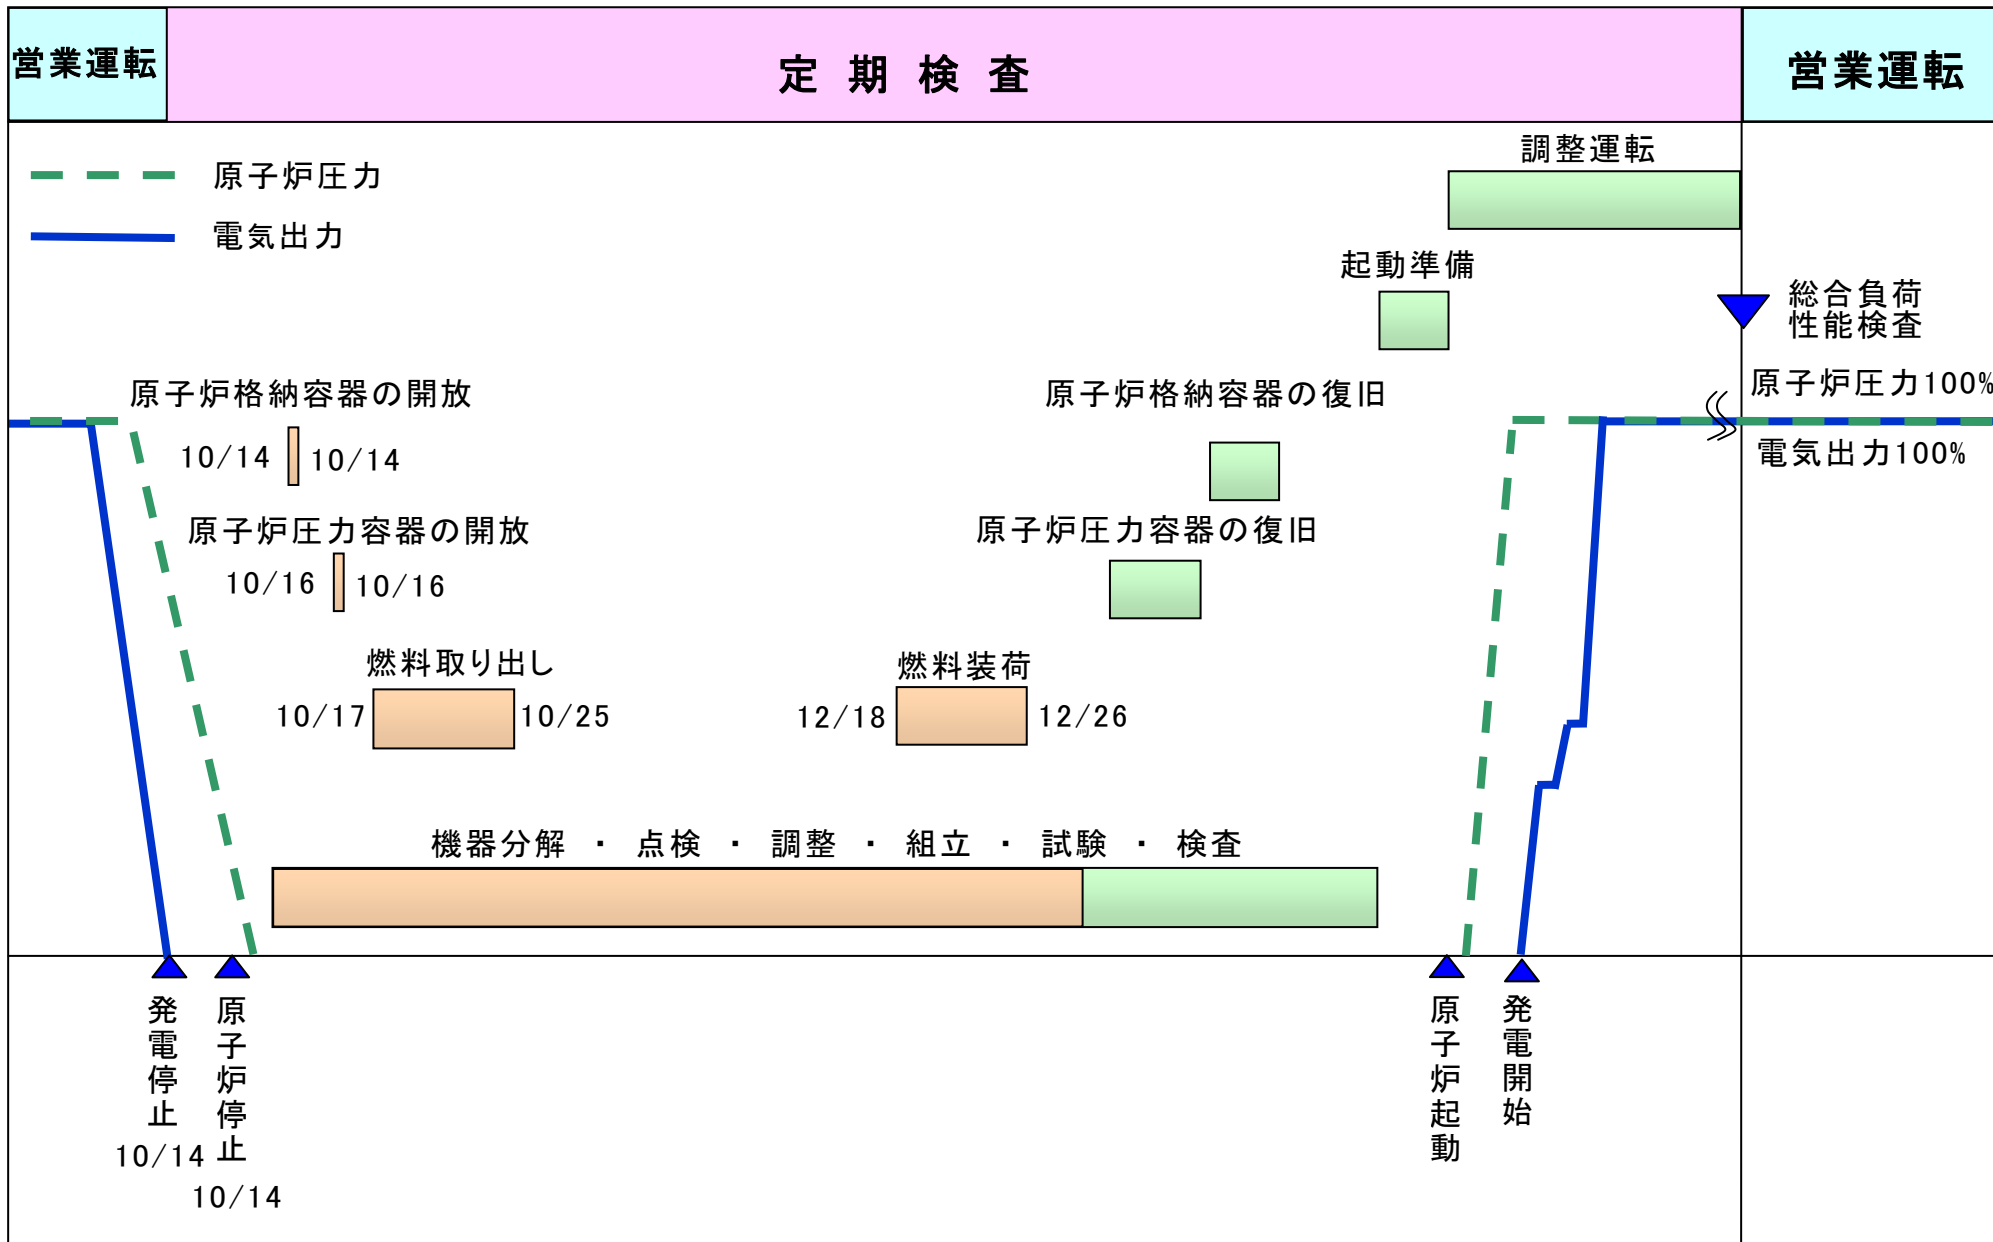 営業運転
定期検査
営業運転
原子炉圧力
電気出力
調整運転
起動準備
総合負荷
性能検査
原子炉圧力100%
電気出力100%
原子炉格納容器の開放
10/14
10/14
原子炉格納容器の復旧
原子炉圧力容器の開放
10/16
10/16
原子炉圧力容器の復旧
燃料取り出し
10/17
10/25
燃料装荷
12/18
12/26
機器分解 ・ 点検 ・ 調整 ・ 組立 ・ 試験 ・ 検査
発電停止
10/14
原子炉停止
10/14
原子炉起動
発電開始